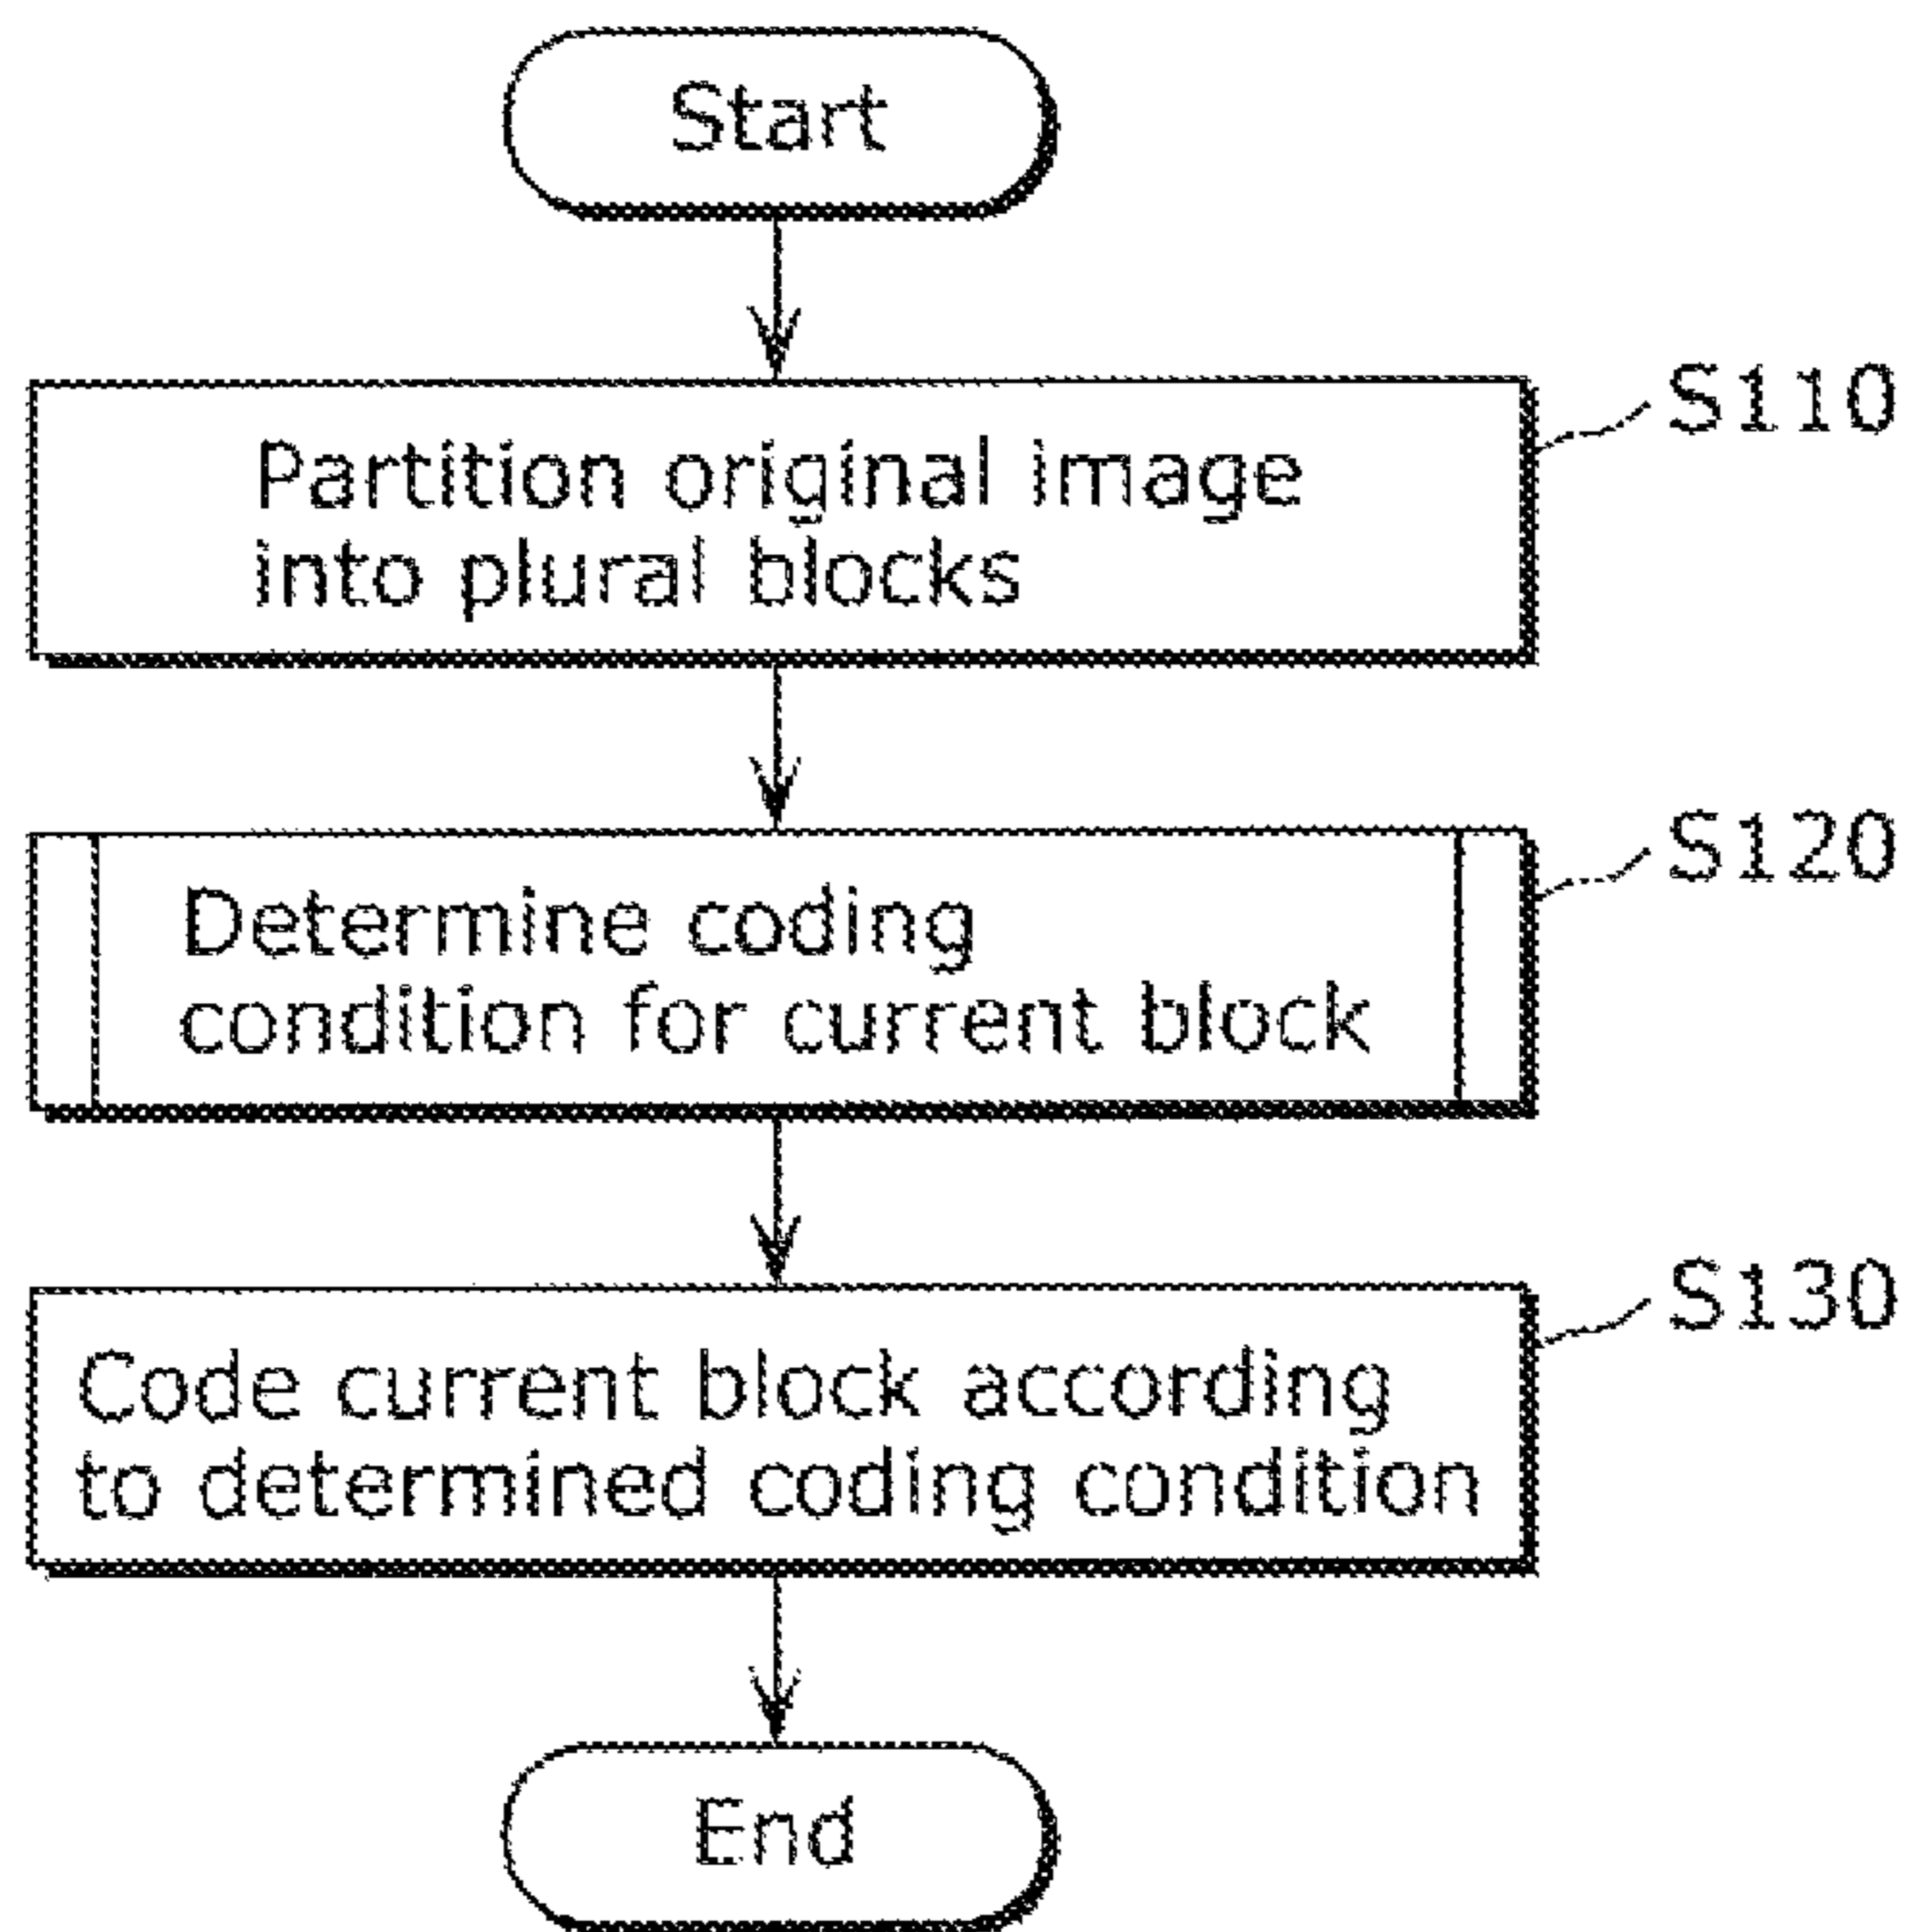 Start
S110
Partition original image
into plural blocks
S120
Determine coding
condition for current block
S130
Code current block according
to determined coding condition
End